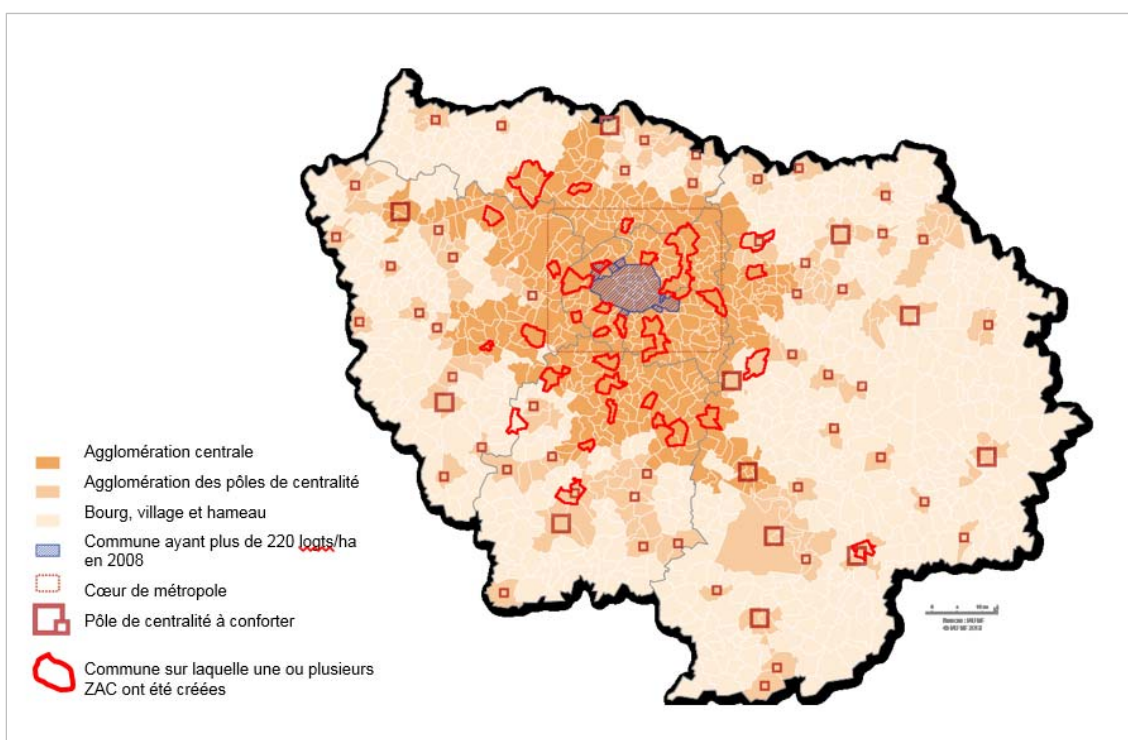 Agglomération centrale
Agglomération des pôles de centralité
Bourg, village et hameau
Commune ayant plus de 220 logts/ha
en 2008
Cœur de métropole
Pôle de centralité à conforter
Commune sur laquelle une ou plusieurs
ZAC ont été créées